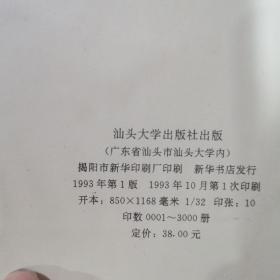 汕头大学出版社出版
(广东省汕头市汕头大学内)
揭阳市新华印刷厂印刷 新华书店发行
1993年第1版 1993年10月第1次印刷
开本:850×1168毫米 1/32 印张:10
印数0001～3000册
定价:38.00元